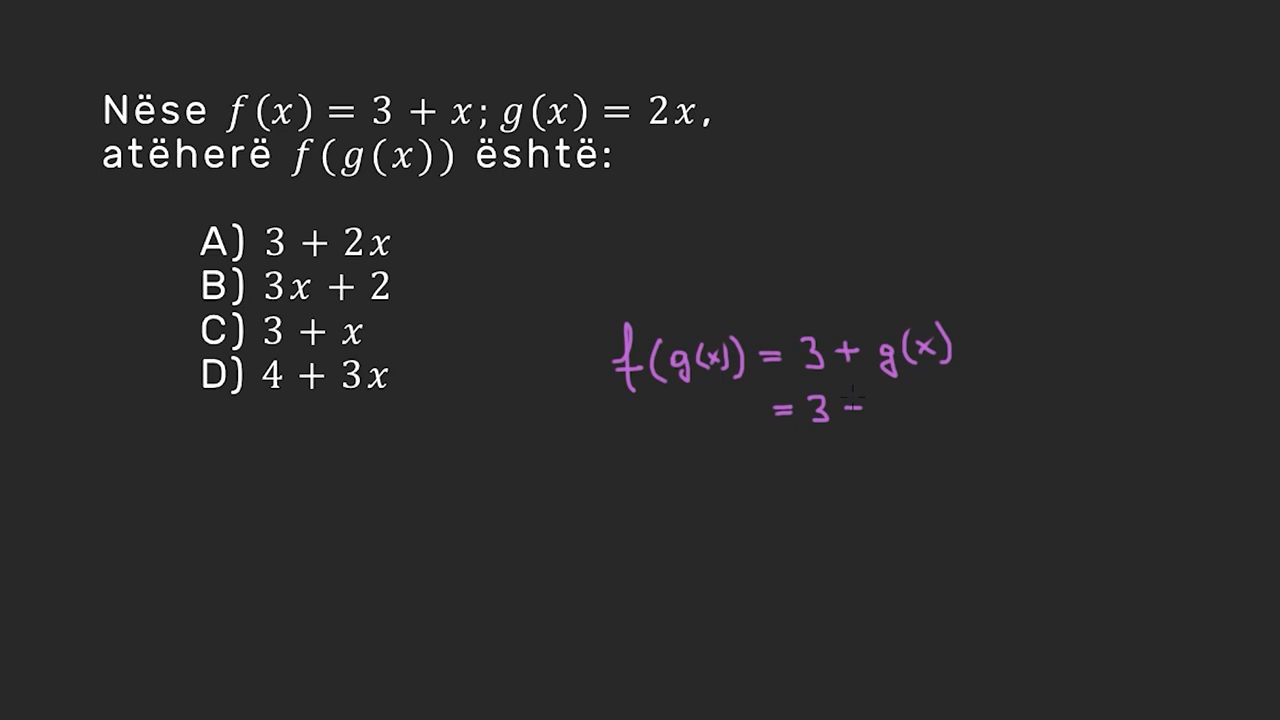 Nëse f(x) = 3 + x; g(x) = 2x,
atëherë f(g(x)) është:
A) 3 + 2x
B) 3x + 2
C) 3 + x
D) 4 + 3x
f(g(x)) = 3 + g(x)
= 3 -